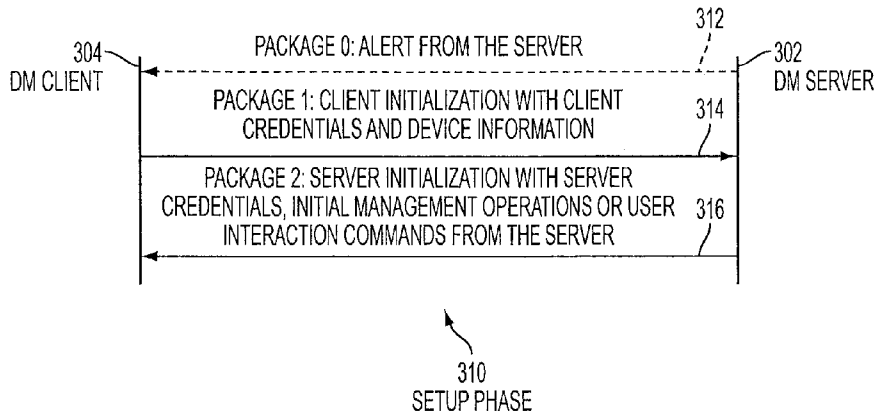 304
DM CLIENT
PACKAGE 0: ALERT FROM THE SERVER
312
302
DM SERVER
PACKAGE 1: CLIENT INITIALIZATION WITH CLIENT
CREDENTIALS AND DEVICE INFORMATION
314
PACKAGE 2: SERVER INITIALIZATION WITH SERVER
CREDENTIALS, INITIAL MANAGEMENT OPERATIONS OR USER
INTERACTION COMMANDS FROM THE SERVER
316
310
SETUP PHASE